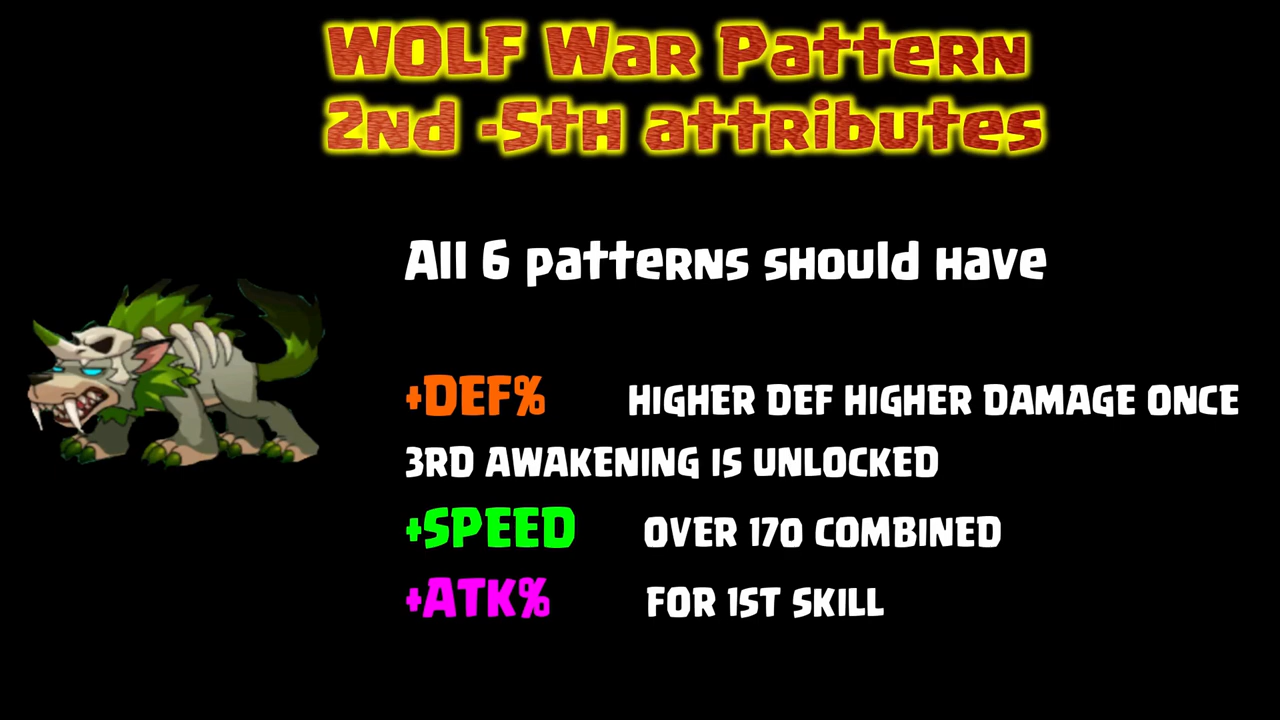 WOLF War Pattern
2nd -5th attributes
All 6 patterns should have
+DEF% HIGHER DEF HIGHER DAMAGE ONCE
3RD AWAKENING IS UNLOCKED
+SPEED OVER 170 COMBINED
+ATK% FOR 1ST SKILL